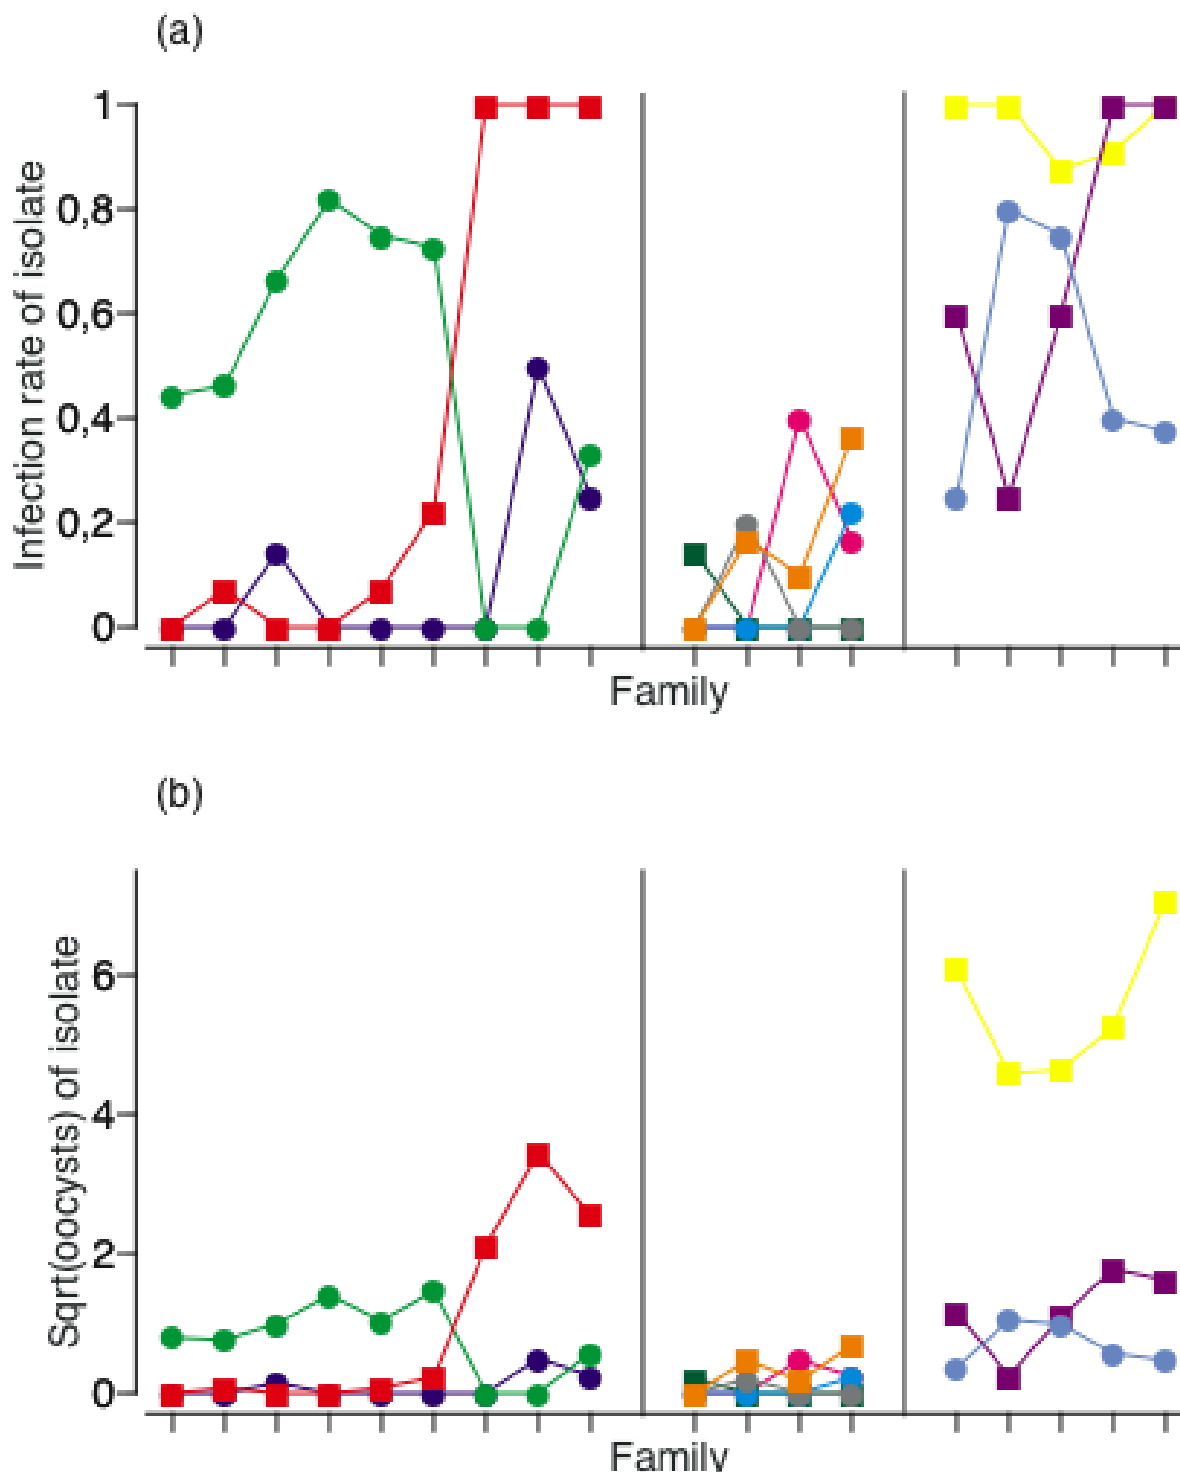 (a)
Infection rate of isolate
1
0,8
0,6
0,4
0,2
0
Family
(b)
Sqrt(oocysts) of isolate
6
4
2
0
Family